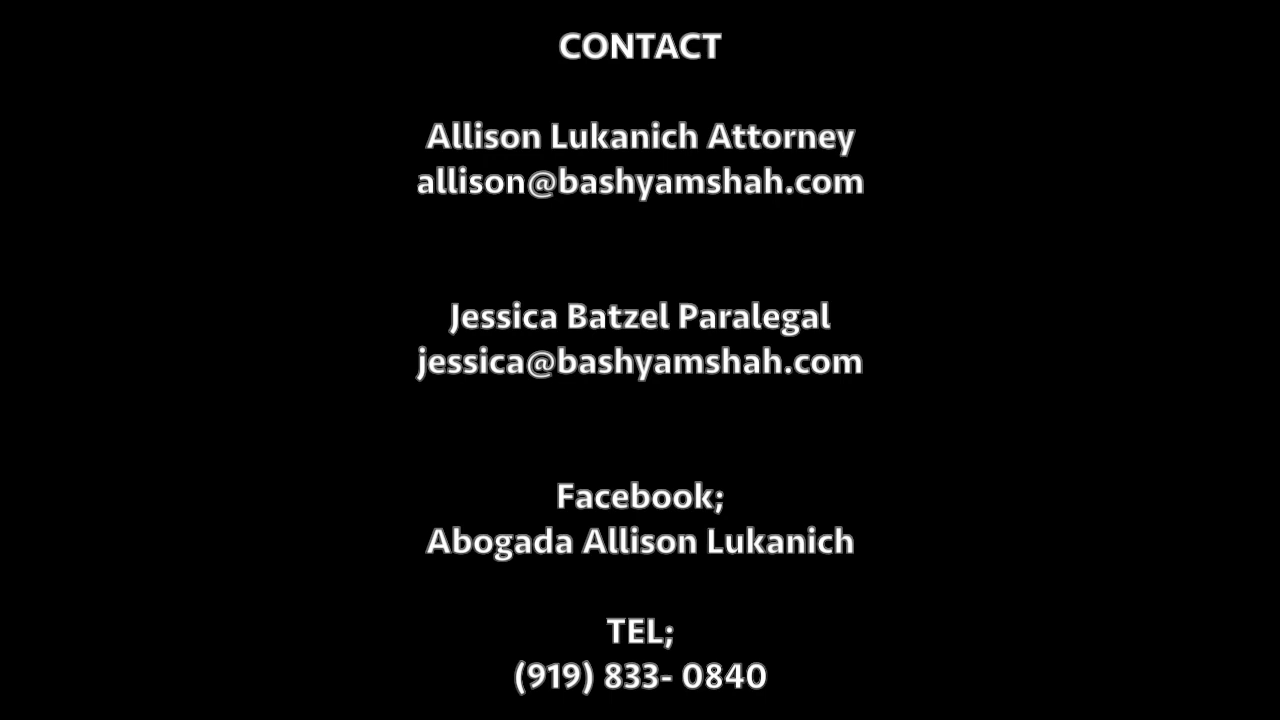 CONTACT
Allison Lukanich Attorney
allison@bashyamshah.com
Jessica Batzel Paralegal
jessica@bashyamshah.com
Facebook;
Abogada Allison Lukanich
TEL;
(919) 833- 0840